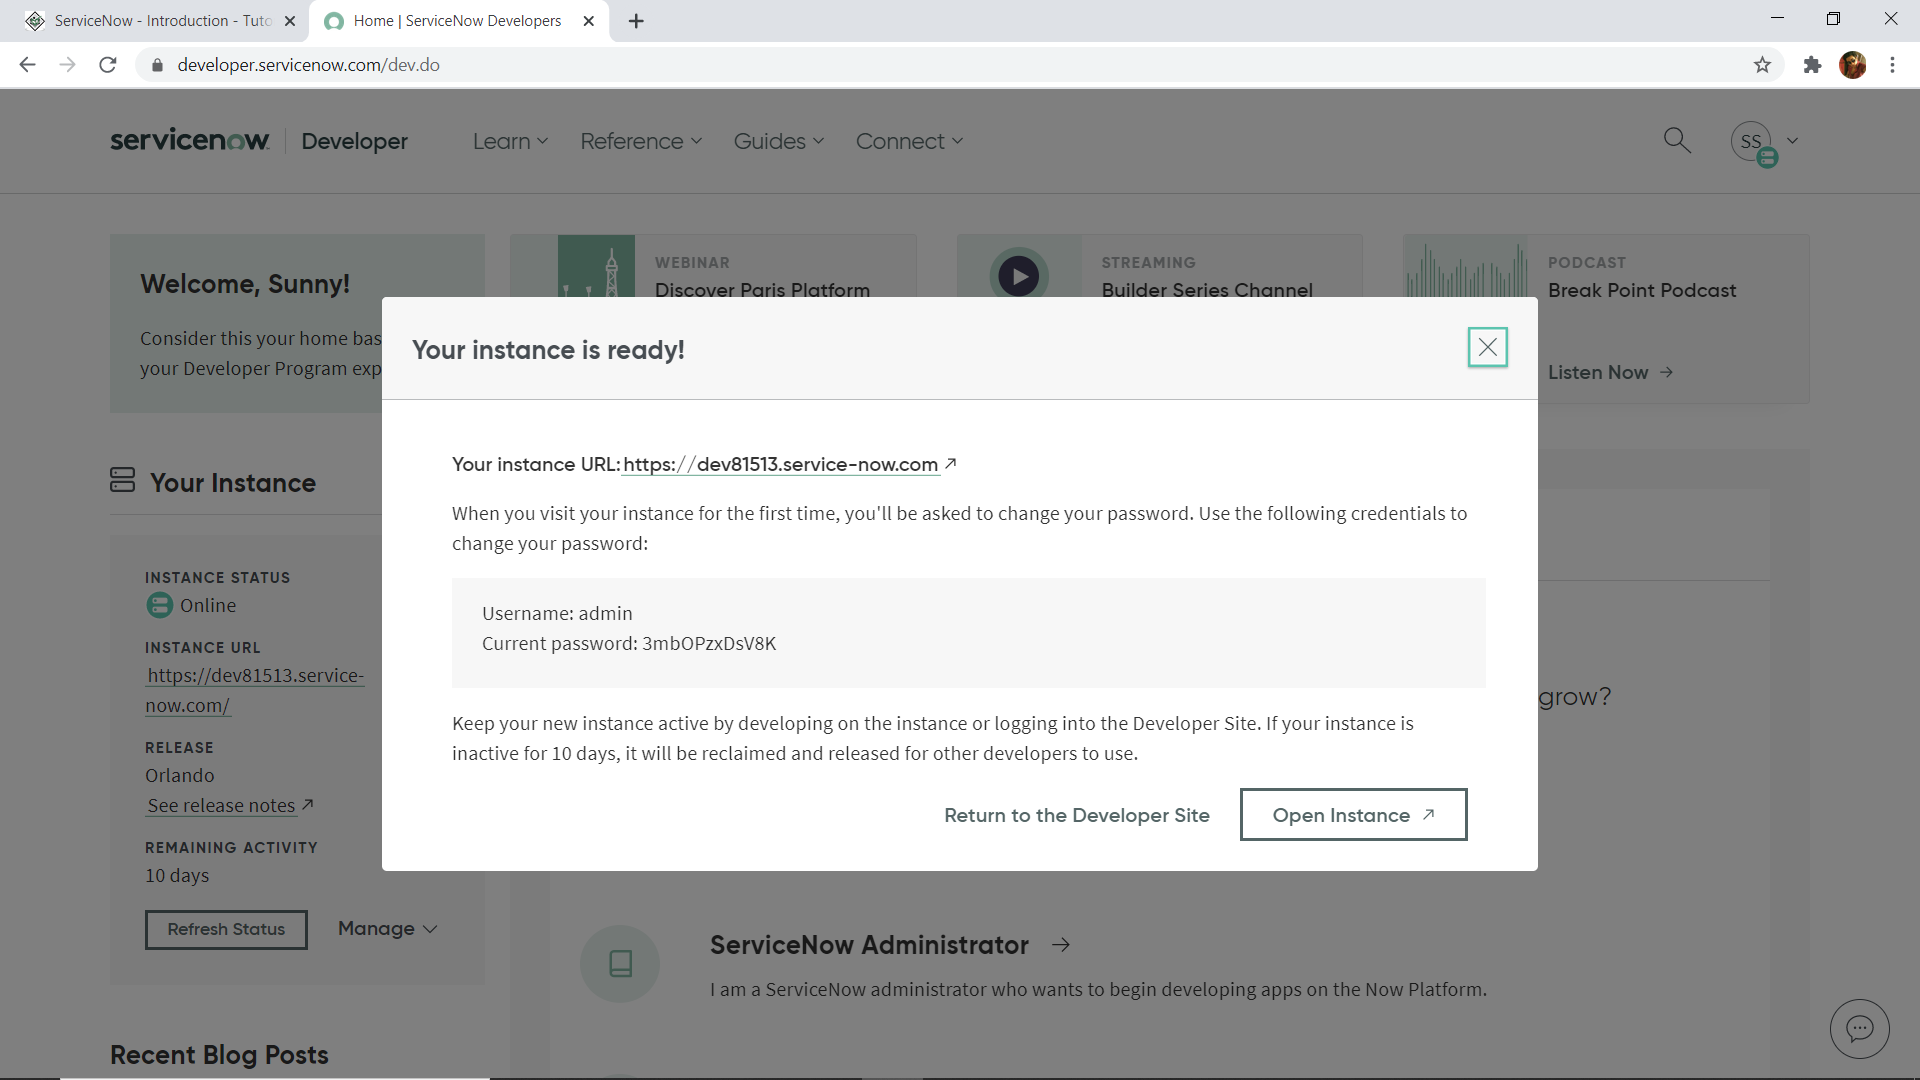 ServiceNow - Introduction - Tuto
Home | ServiceNow Developers
developer.servicenow.com/dev.do
servicenow Developer
Learn
Reference
Guides
Connect
SS
Welcome, Sunny!
Consider this your home bas
your Developer Program exp
WEBINAR
Discover Paris Platform
STREAMING
Builder Series Channel
PODCAST
Break Point Podcast
Listen Now →
Your instance is ready!
Your instance URL: https://dev81513.service-now.com
When you visit your instance for the first time, you'll be asked to change your password. Use the following credentials to
change your password:
Username: admin
Current password: 3mbOPzxDsV8K
Keep your new instance active by developing on the instance or logging into the Developer Site. If your instance is
inactive for 10 days, it will be reclaimed and released for other developers to use.
Return to the Developer Site
Open Instance
Your Instance
INSTANCE STATUS
Online
INSTANCE URL
https://dev81513.service-
now.com/
RELEASE
Orlando
See release notes
REMAINING ACTIVITY
10 days
Refresh Status
Manage
grow?
ServiceNow Administrator →
I am a ServiceNow administrator who wants to begin developing apps on the Now Platform.
Recent Blog Posts